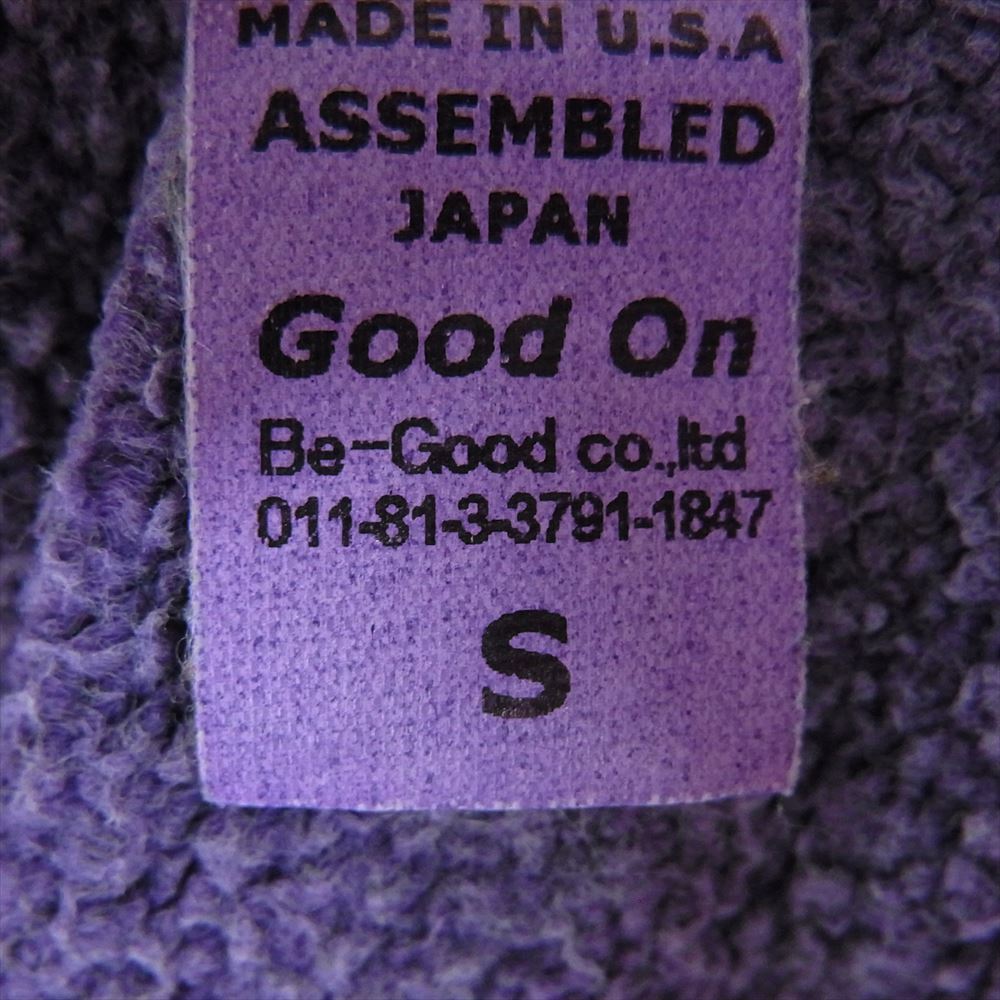 MADE IN U.S.A
ASSEMBLED
JAPAN
Good On
Be-Good co.,ltd
011-81-3-3791-1847
S